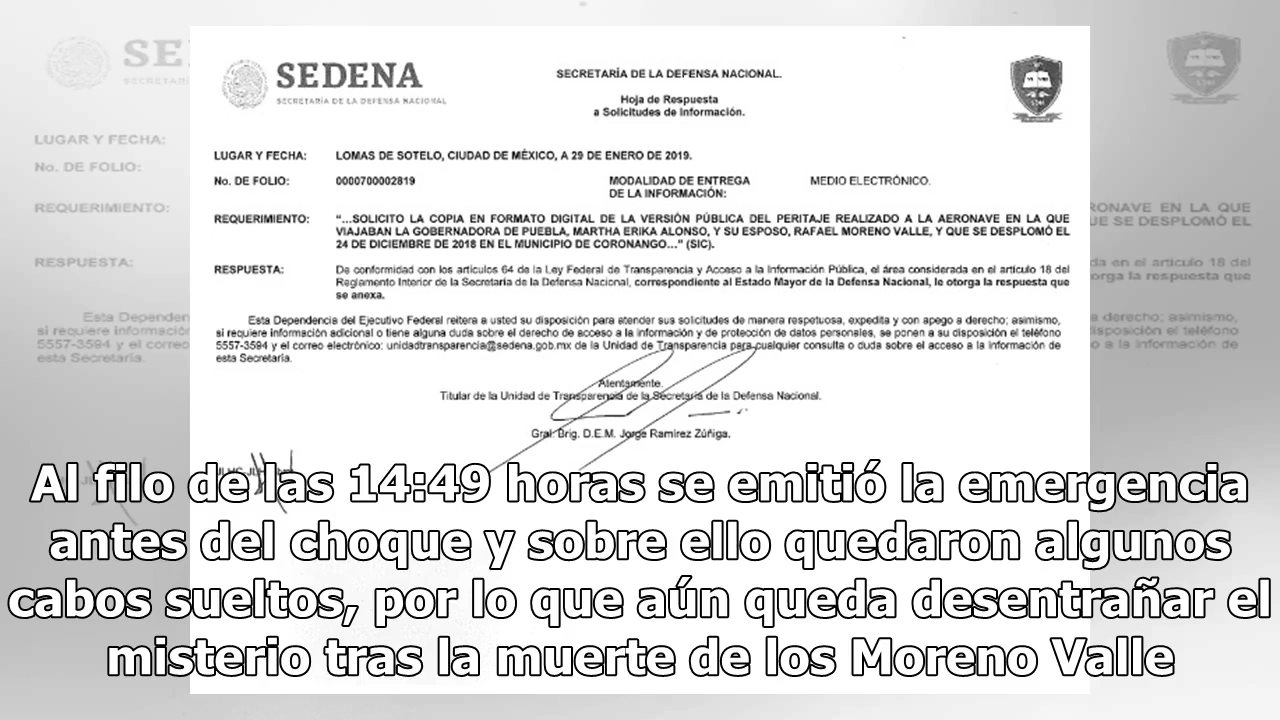 SEDENA
SECRETARÍA DE LA DEFENSA NACIONAL
SECRETARÍA DE LA DEFENSA NACIONAL.
Hoja de Respuesta
a Solicitudes de Información.
LUGAR Y FECHA: LOMAS DE SOTELO, CIUDAD DE MÉXICO, A 29 DE ENERO DE 2019.
No. DE FOLIO: 0000700002819 MODALIDAD DE ENTREGA MEDIO ELECTRÓNICO.
DE LA INFORMACIÓN:
REQUERIMIENTO: "...SOLICITO LA COPIA EN FORMATO DIGITAL DE LA VERSIÓN PÚBLICA DEL PERITAJE REALIZADO A LA AERONAVE EN LA QUE
VIAJABAN LA GOBERNADORA DE PUEBLA, MARTHA ERIKA ALONSO, Y SU ESPOSO, RAFAEL MORENO VALLE, Y QUE SE DESPLOMÓ EL
24 DE DICIEMBRE DE 2018 EN EL MUNICIPIO DE CORONANGO..." (SIC).
RESPUESTA: De conformidad con los artículos 64 de la Ley Federal de Transparencia y Acceso a la Información Pública, el área considerada en el artículo 18 del
Reglamento Interior de la Secretaría de la Defensa Nacional, correspondiente al Estado Mayor de la Defensa Nacional, le otorga la respuesta que
se anexa.
Esta Dependencia del Ejecutivo Federal reitera a usted su disposición para atender sus solicitudes de manera respetuosa, expedita y con apego a derecho; asimismo,
si requiere información adicional o tiene alguna duda sobre el derecho de acceso a la información y de protección de datos personales, se ponen a su disposición el teléfono
5557-3594 y el correo electrónico: unidadtransparencia@sedena.gob.mx de la Unidad de Transparencia para cualquier consulta o duda sobre el acceso a la información de
esta Secretaría.
Atentamente.
Titular de la Unidad de Transparencia de la Secretaría de la Defensa Nacional.
Gral. Brig. D.E.M. Jorge Ramírez Zúñiga.
Al filo de las 14:49 horas se emitió la emergencia
antes del choque y sobre ello quedaron algunos
cabos sueltos, por lo que aún queda desentrañar el
misterio tras la muerte de los Moreno Valle